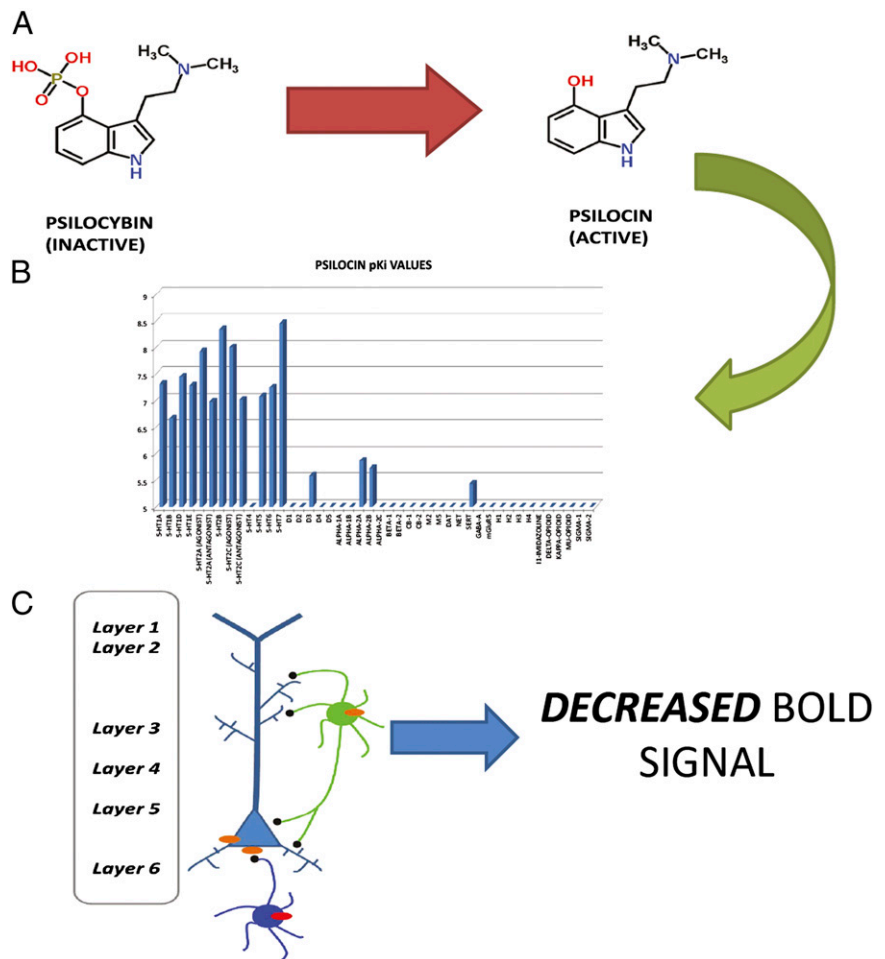 A
HO
OH
P
O
O
H₃C
N
CH₃
N
H
PSILOCYBIN
(INACTIVE)
OH
H₃C
N
CH₃
N
H
PSILOCIN
(ACTIVE)
B
PSILOCIN pKi VALUES
9
8.5
8
7.5
7
6.5
6
5.5
5
5-HT1A
5-HT1B
5-HT1D
5-HT1E
5-HT2A (AGONIST)
5-HT2A (ANTAGONIST)
5-HT2B
5-HT2C (AGONIST)
5-HT2C (ANTAGONIST)
5-HT4
5-HT5
5-HT6
5-HT7
D1
D2
D3
D4
D5
ALPHA-1A
ALPHA-1B
ALPHA-2A
ALPHA-2B
ALPHA-2C
BETA-1
BETA-2
CB-1
CB-2
M2
M5
DAT
NET
SERT
GABA-A
mGluR5
H1
H2
H3
H4
I1-IMIDAZOLINE
DELTA-OPIOID
KAPPA-OPIOID
MU-OPIOID
SIGMA-1
SIGMA-2
C
Layer 1
Layer 2
Layer 3
Layer 4
Layer 5
Layer 6
DECREASED BOLD
SIGNAL